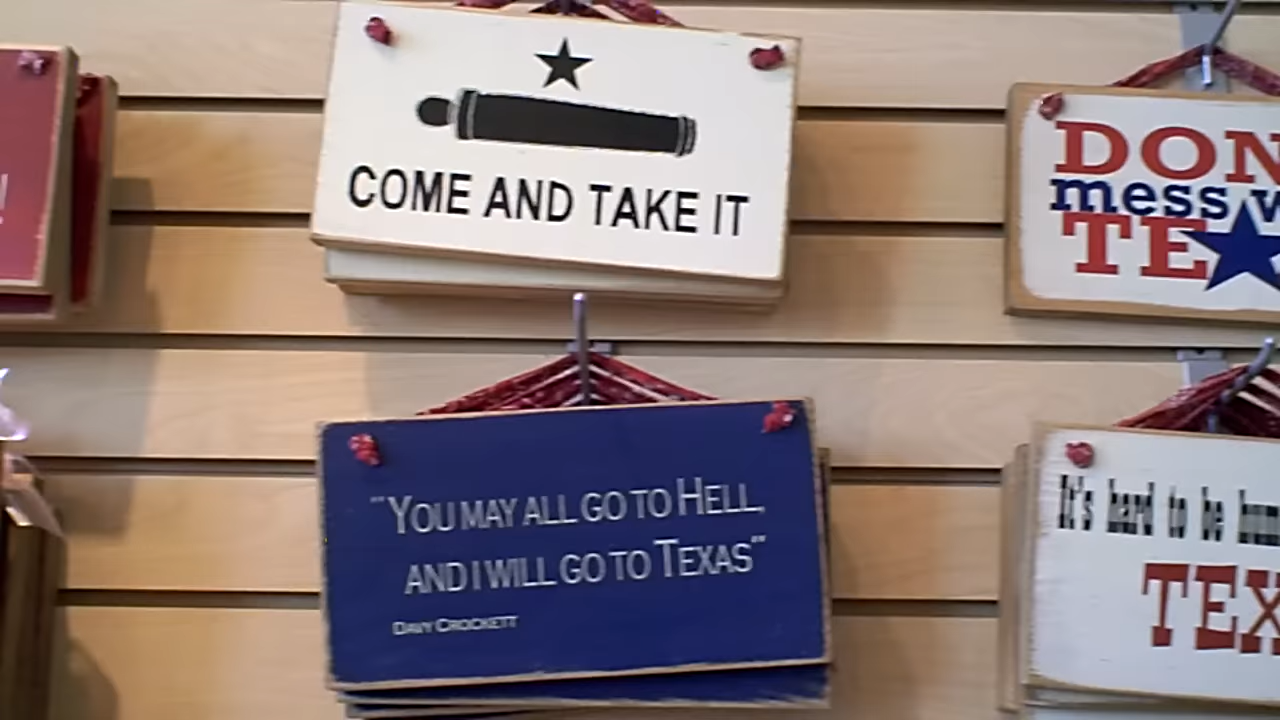 COME AND TAKE IT
DON
mess w
TE
"YOU MAY ALL GO TO HELL,
AND I WILL GO TO TEXAS"
DAVY CROCKETT
It's hard to be hum
TEX
!